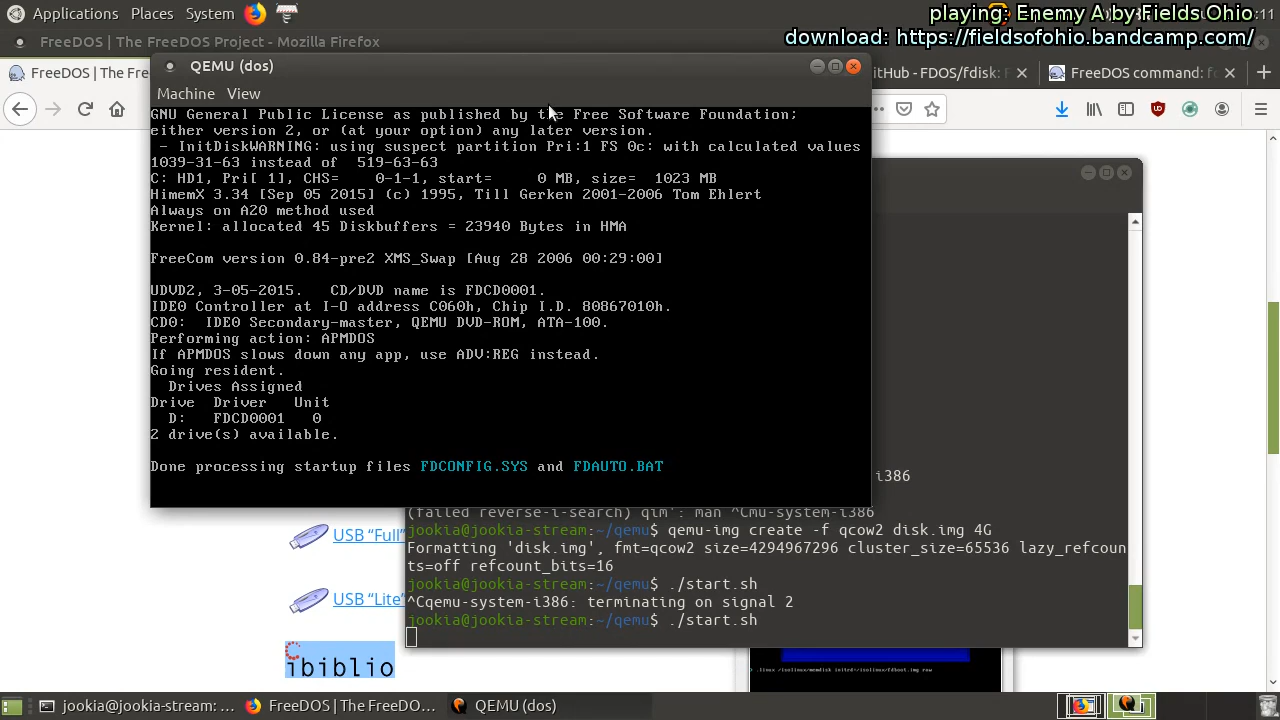 Applications Places System
11
playing: Enemy A by Fields Ohio
download: https://fieldsofohio.bandcamp.com/
FreeDOS | The FreeDOS Project - Mozilla Firefox
FreeDOS | The Fre
itHub - FDOS/fdisk: F
FreeDOS command: fo
QEMU (dos)
Machine View
GNU General Public License as published by the Free Software Foundation;
either version 2, or (at your option) any later version.
- InitDiskWARNING: using suspect partition Pri:1 FS 0c: with calculated values
1039-31-63 instead of 519-63-63
C: HD1, Pri[ 1], CHS= 0-1-1, start= 0 MB, size= 1023 MB
HimemX 3.34 [Sep 05 2015] (c) 1995, Till Gerken 2001-2006 Tom Ehlert
Always on A20 method used
Kernel: allocated 45 Diskbuffers = 23940 Bytes in HMA
FreeCom version 0.84-pre2 XMS_Swap [Aug 28 2006 00:29:00]
UDVD2, 3-05-2015. CD/DVD name is FDCD0001.
IDE0 Controller at I-O address C060h, Chip I.D. 80867010h.
CD0: IDE0 Secondary-master, QEMU DVD-ROM, ATA-100.
Performing action: APMDOS
If APMDOS slows down any app, use ADV:REG instead.
Going resident.
Drives Assigned
Drive Driver Unit
D: FDCD0001 0
2 drive(s) available.
Done processing startup files FDCONFIG.SYS and FDAUTO.BAT
i386
(failed reverse-i-search) qim': man ^Cmu-system-i386
jookia@jookia-stream:~/qemu$ qemu-img create -f qcow2 disk.img 4G
Formatting 'disk.img', fmt=qcow2 size=4294967296 cluster_size=65536 lazy_refcoun
ts=off refcount_bits=16
jookia@jookia-stream:~/qemu$ ./start.sh
^Cqemu-system-i386: terminating on signal 2
jookia@jookia-stream:~/qemu$ ./start.sh
USB “Full”
USB “Lite”
ibiblio
.linux /isolinux/memdisk initrd=/isolinux/fdboot.img raw
jookia@jookia-stream: ...
FreeDOS | The FreeDO...
QEMU (dos)